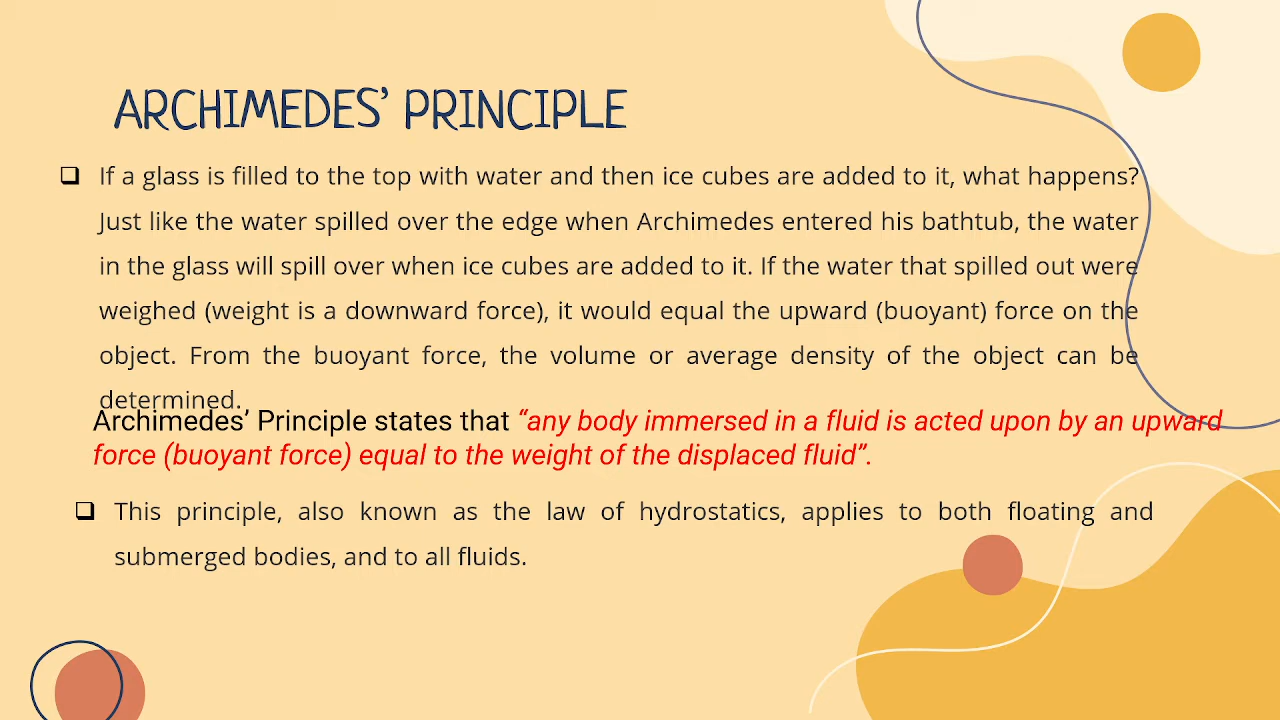 ARCHIMEDES’ PRINCIPLE
If a glass is filled to the top with water and then ice cubes are added to it, what happens?
Just like the water spilled over the edge when Archimedes entered his bathtub, the water
in the glass will spill over when ice cubes are added to it. If the water that spilled out were
weighed (weight is a downward force), it would equal the upward (buoyant) force on the
object. From the buoyant force, the volume or average density of the object can be
determined.
Archimedes’ Principle states that “any body immersed in a fluid is acted upon by an upward
force (buoyant force) equal to the weight of the displaced fluid”.
This principle, also known as the law of hydrostatics, applies to both floating and
submerged bodies, and to all fluids.